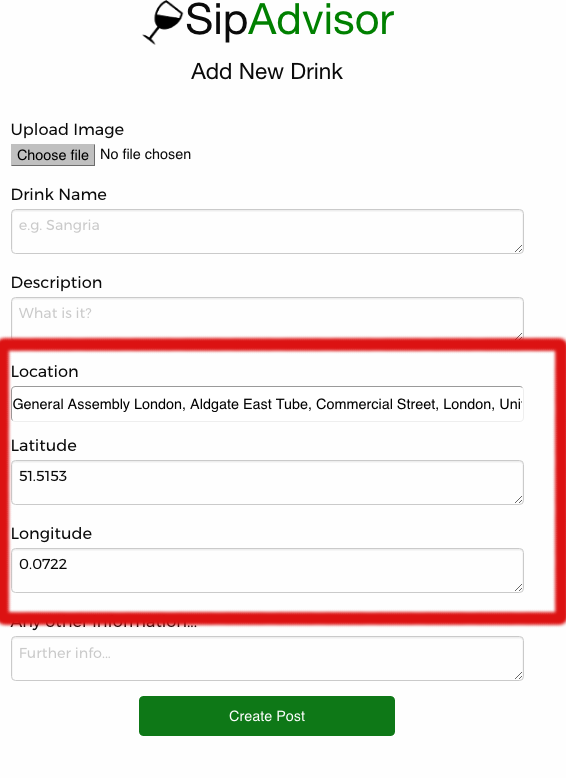 SipAdvisor
Add New Drink
Upload Image
Choose file No file chosen
Drink Name
e.g. Sangria
Description
What is it?
Location
General Assembly London, Aldgate East Tube, Commercial Street, London, Uni
Latitude
51.5153
Longitude
0.0722
Any other information...
Further info...
Create Post